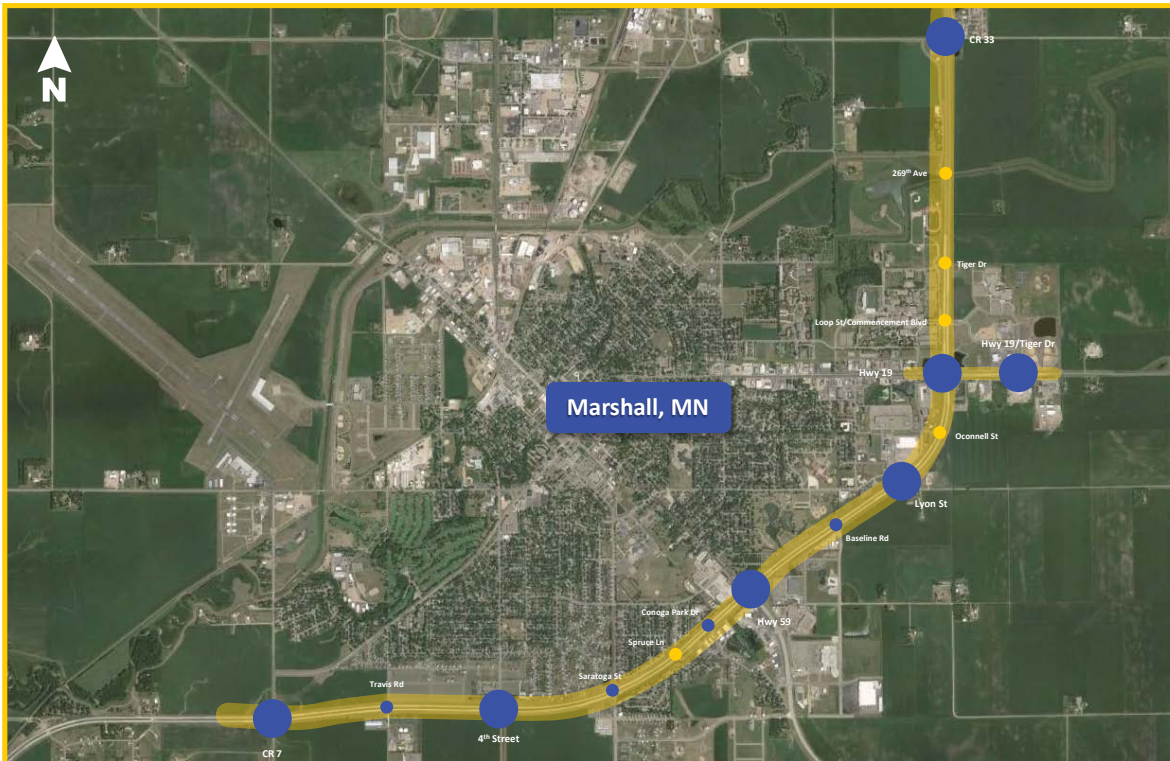 CR 33
N
269th Ave
Tiger Dr
Loop St/Commencement Blvd
Hwy 19/Tiger Dr
Hwy 19
Marshall, MN
Oconnell St
Lyon St
Baseline Rd
Conoga Park Dr
Hwy 59
Spruce Ln
Saratoga St
Travis Rd
4th Street
CR 7